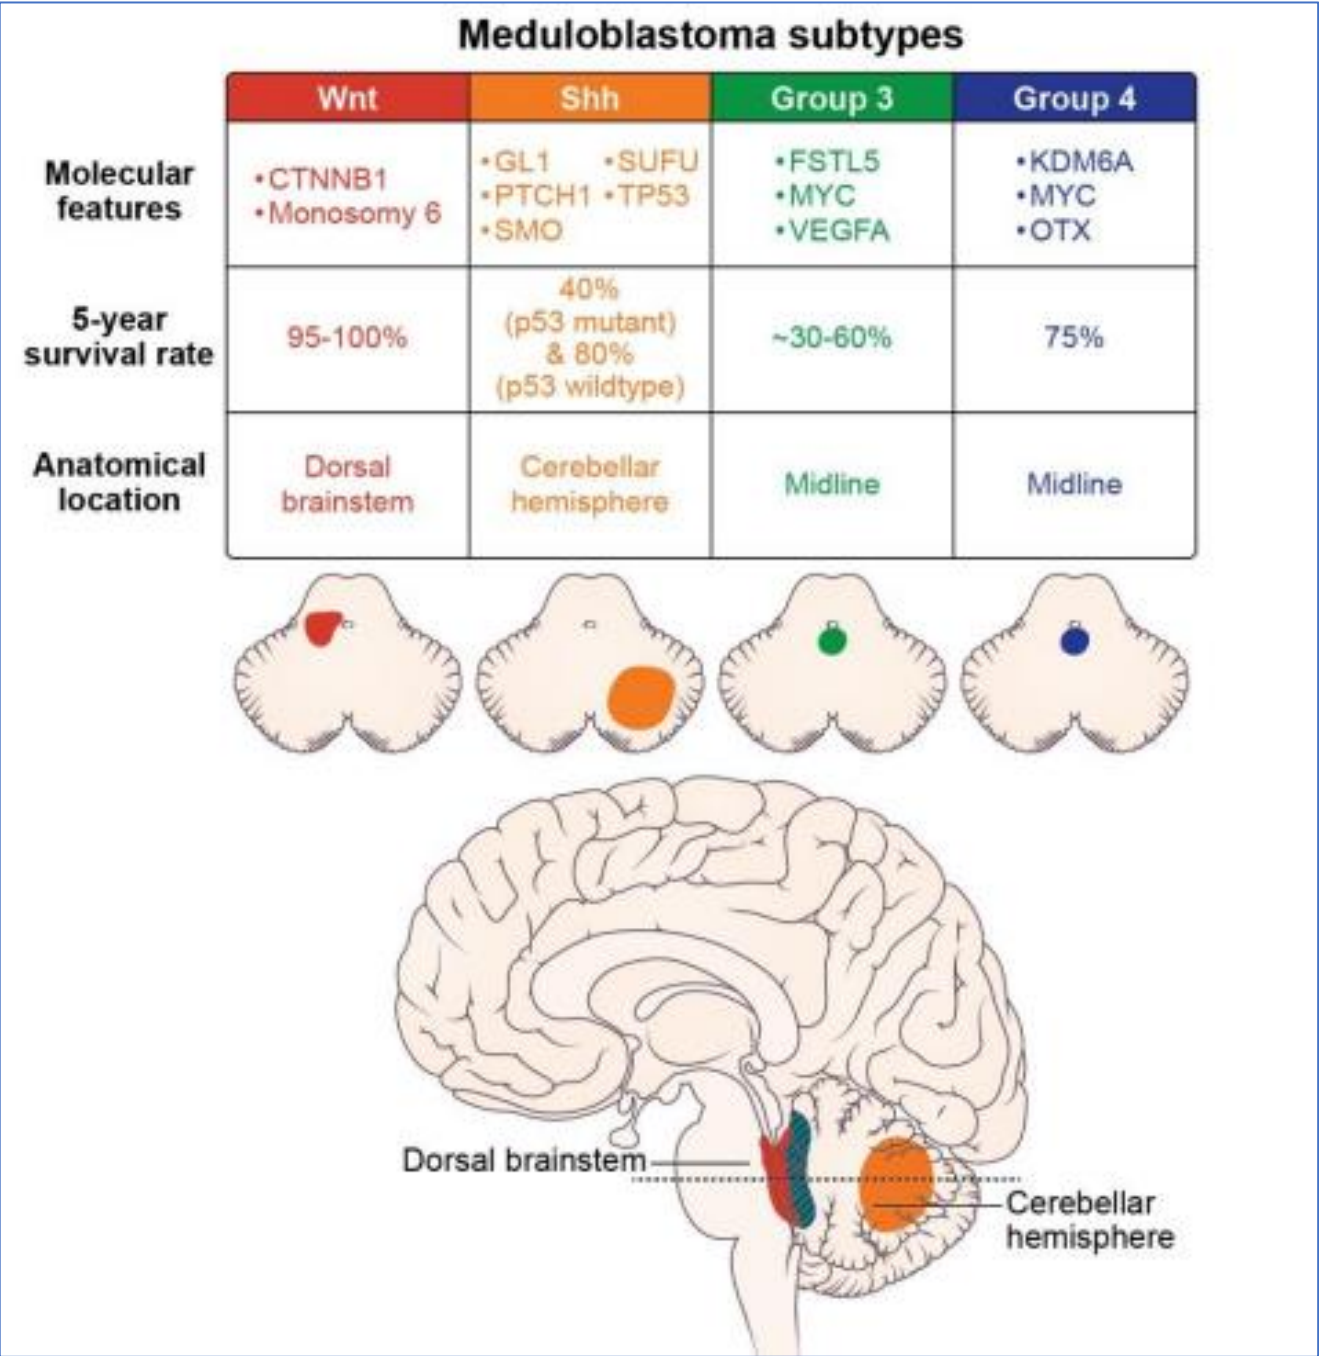 Meduloblastoma subtypes
Wnt Shh Group 3 Group 4
Molecular features
•CTNNB1
•Monosomy 6
•GL1 •SUFU
•PTCH1 •TP53
•SMO
•FSTL5
•MYC
•VEGFA
•KDM6A
•MYC
•OTX
5-year
survival rate
95-100%
40%
(p53 mutant)
& 80%
(p53 wildtype)
~30-60%
75%
Anatomical
location
Dorsal
brainstem
Cerebellar
hemisphere
Midline
Midline
Dorsal brainstem
Cerebellar
hemisphere